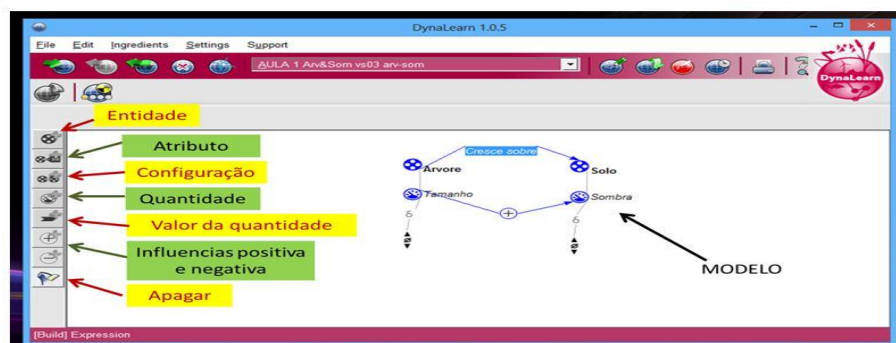 DynaLearn 1.0.5
File Edit Ingredients Settings Support
AULA 1 Arv&Som vs03 arv-som
DynaLearn
Entidade
Atributo
Configuração
Quantidade
Valor da quantidade
Influencias positiva
e negativa
Apagar
Cresce sobre
Árvore
Solo
Tamanho
Sombra
δ
δ
MODELO
[Build] Expression